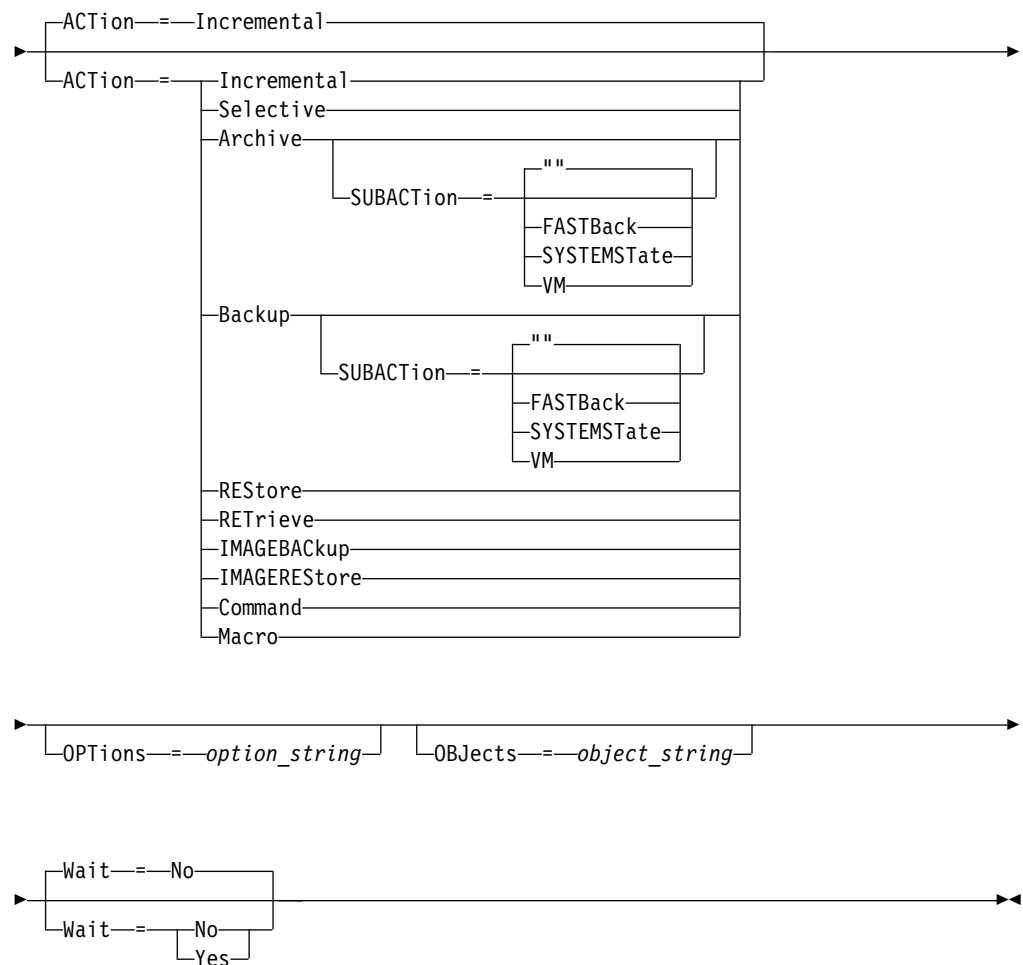 ACTion = Incremental
ACTion = Incremental
Selective
Archive
""
SUBACTion =
FASTBack
SYSTEMSTate
VM
Backup
""
SUBACTion =
FASTBack
SYSTEMSTate
VM
REStore
RETrieve
IMAGEBACkup
IMAGEREStore
Command
Macro
OPTions = option_string OBJects = object_string
Wait = No
Wait = No
Yes